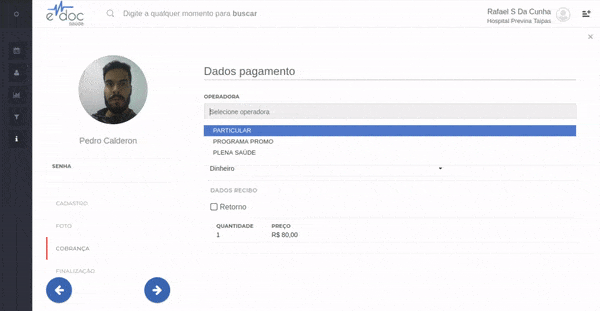 e-doc
saúde
Digite a qualquer momento para buscar
Rafael S Da Cunha
Hospital Previna Taipas
Pedro Calderon
SENHA
CADASTRO
FOTO
COBRANÇA
FINALIZAÇÃO
Dados pagamento
OPERADORA
Selecione operadora
PARTICULAR
PROGRAMA PROMO
PLENA SAÚDE
Dinheiro
DADOS RECIBO
Retorno
QUANTIDADE PREÇO
1 R$ 80,00